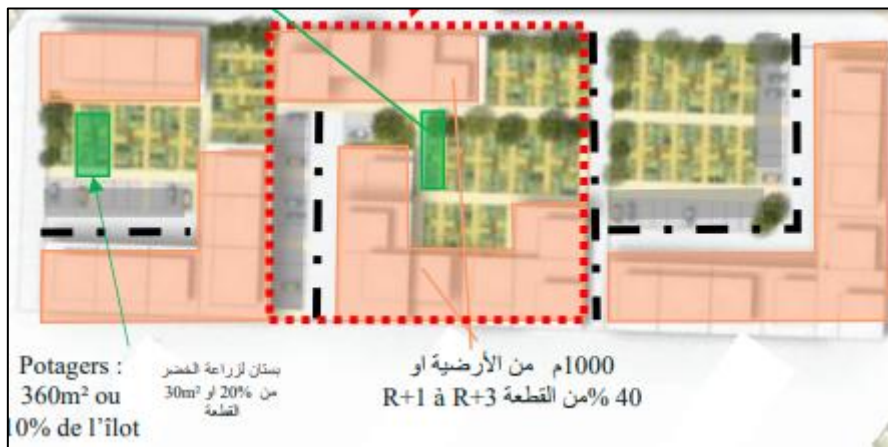 Potagers :
360m² ou
10% de l'îlot
بستان لزراعة الخضر
من 20% او 30m²
القطعة
1000م من الأرضية او
40 %من القطعة R+1 à R+3